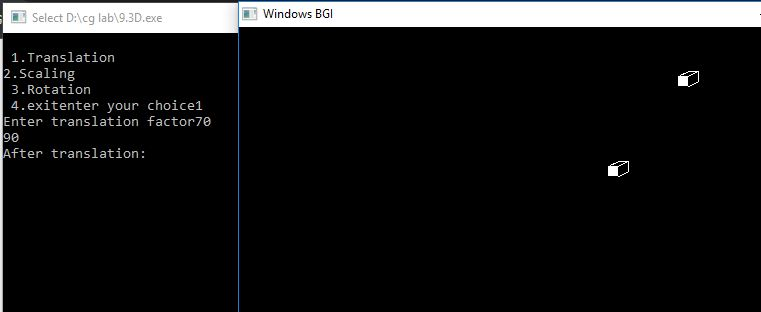 Select D:\cg lab\9.3D.exe
Windows BGI
1.Translation
2.Scaling
3.Rotation
4.exitenter your choice1
Enter translation factor70
90
After translation: